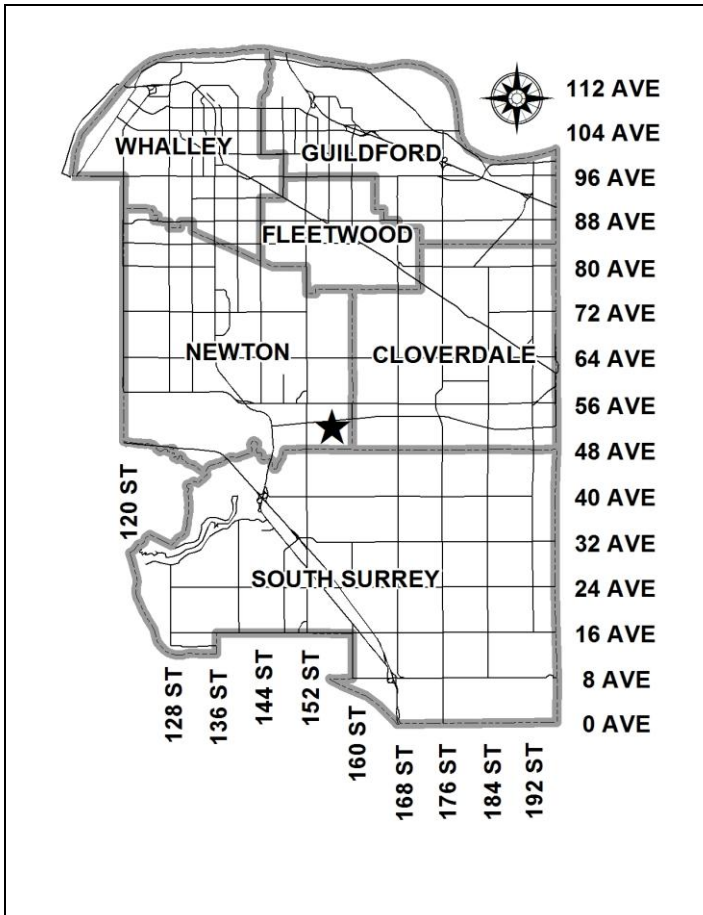 112 AVE
104 AVE
WHALLEY
GUILDFORD
96 AVE
88 AVE
FLEETWOOD
80 AVE
72 AVE
NEWTON
CLOVERDALE
64 AVE
56 AVE
48 AVE
120 ST
40 AVE
32 AVE
SOUTH SURREY
24 AVE
16 AVE
8 AVE
0 AVE
128 ST
136 ST
144 ST
152 ST
160 ST
168 ST
176 ST
184 ST
192 ST